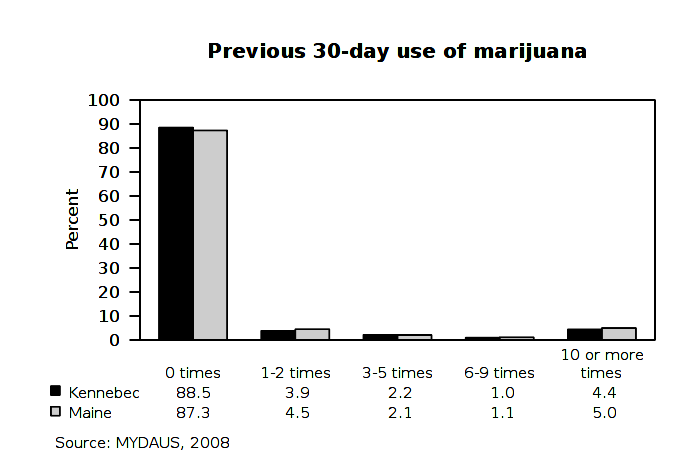 Previous 30-day use of marijuana
100
90
80
70
60
50
40
30
20
10
0
Percent
0 times 1-2 times 3-5 times 6-9 times 10 or more times
Kennebec 88.5 3.9 2.2 1.0 4.4
Maine 87.3 4.5 2.1 1.1 5.0
Source: MYDAUS, 2008